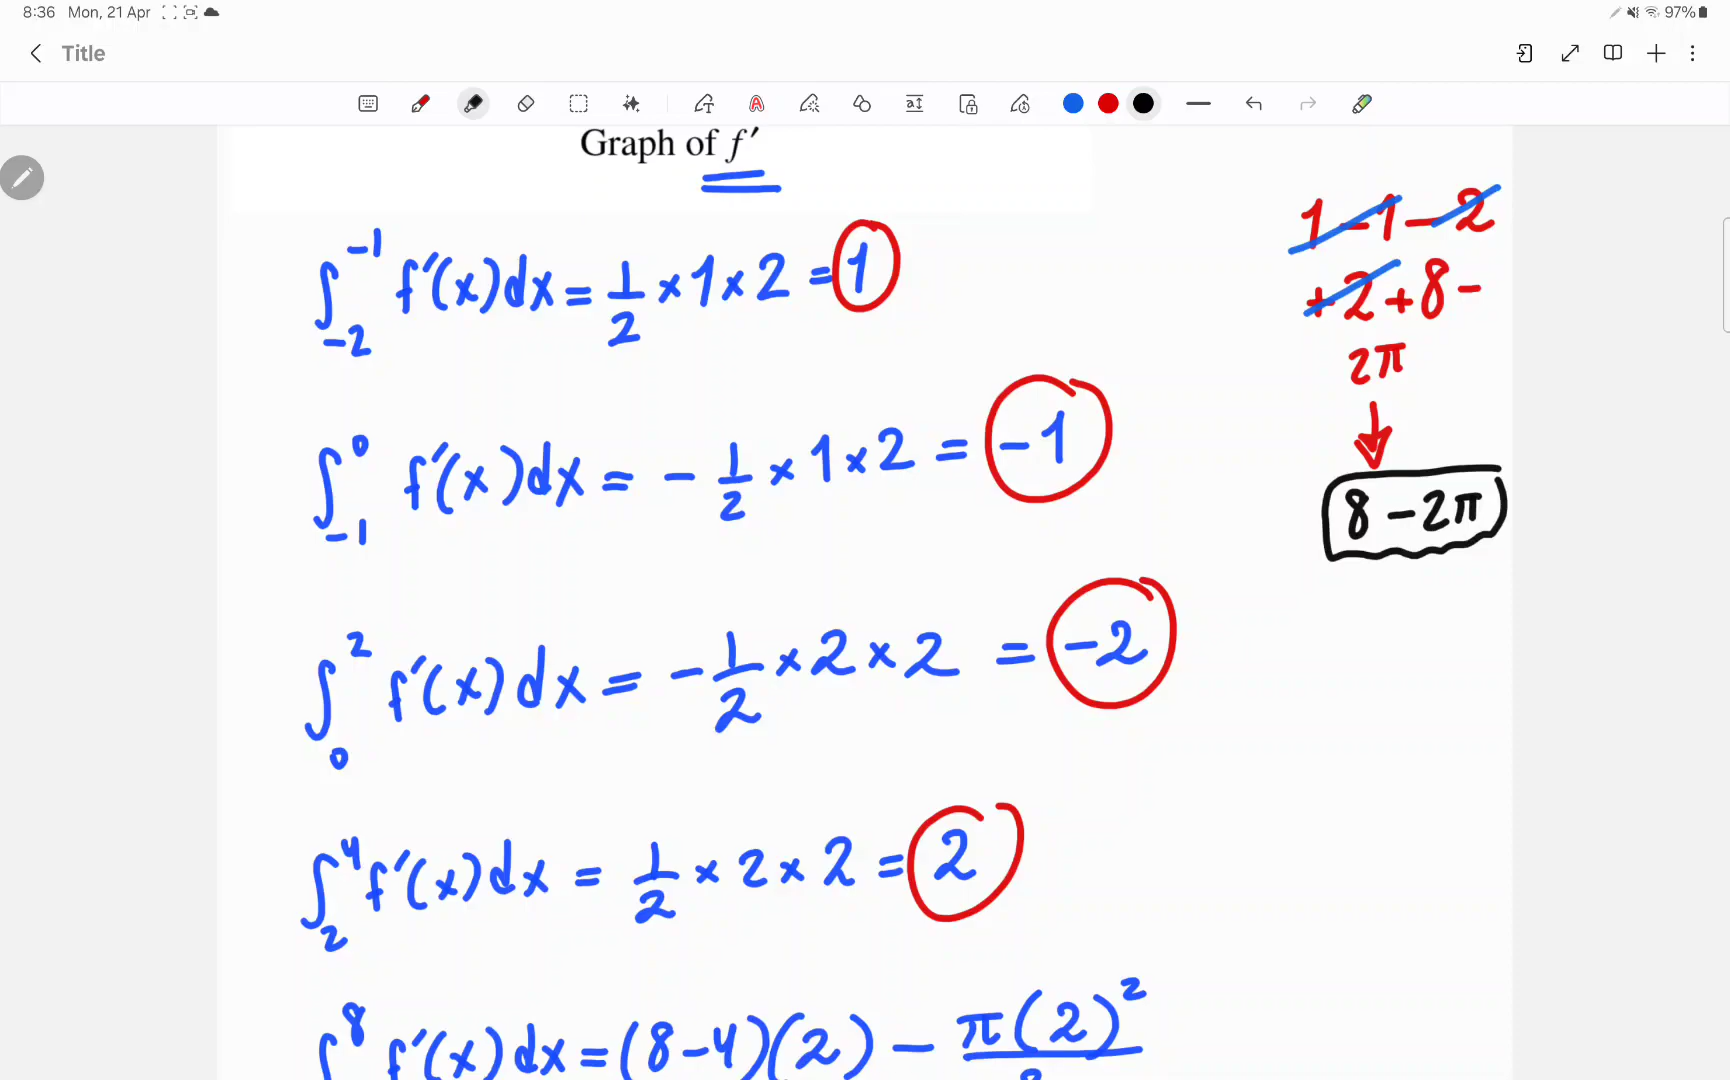 8:36 Mon, 21 Apr
97%
Title
Graph of f′
∫_{-2}^{-1} f′(x)dx = 1/2 × 1 × 2 = 1
∫_{-1}^{0} f′(x)dx = - 1/2 × 1 × 2 = -1
∫_{0}^{2} f′(x)dx = - 1/2 × 2 × 2 = -2
∫_{2}^{4} f′(x)dx = 1/2 × 2 × 2 = 2
∫^{8} f′(x)dx = (8-4)(2) - π(2)²
1 - 1 - 2
+ 2 + 8 -
2π
8 - 2π